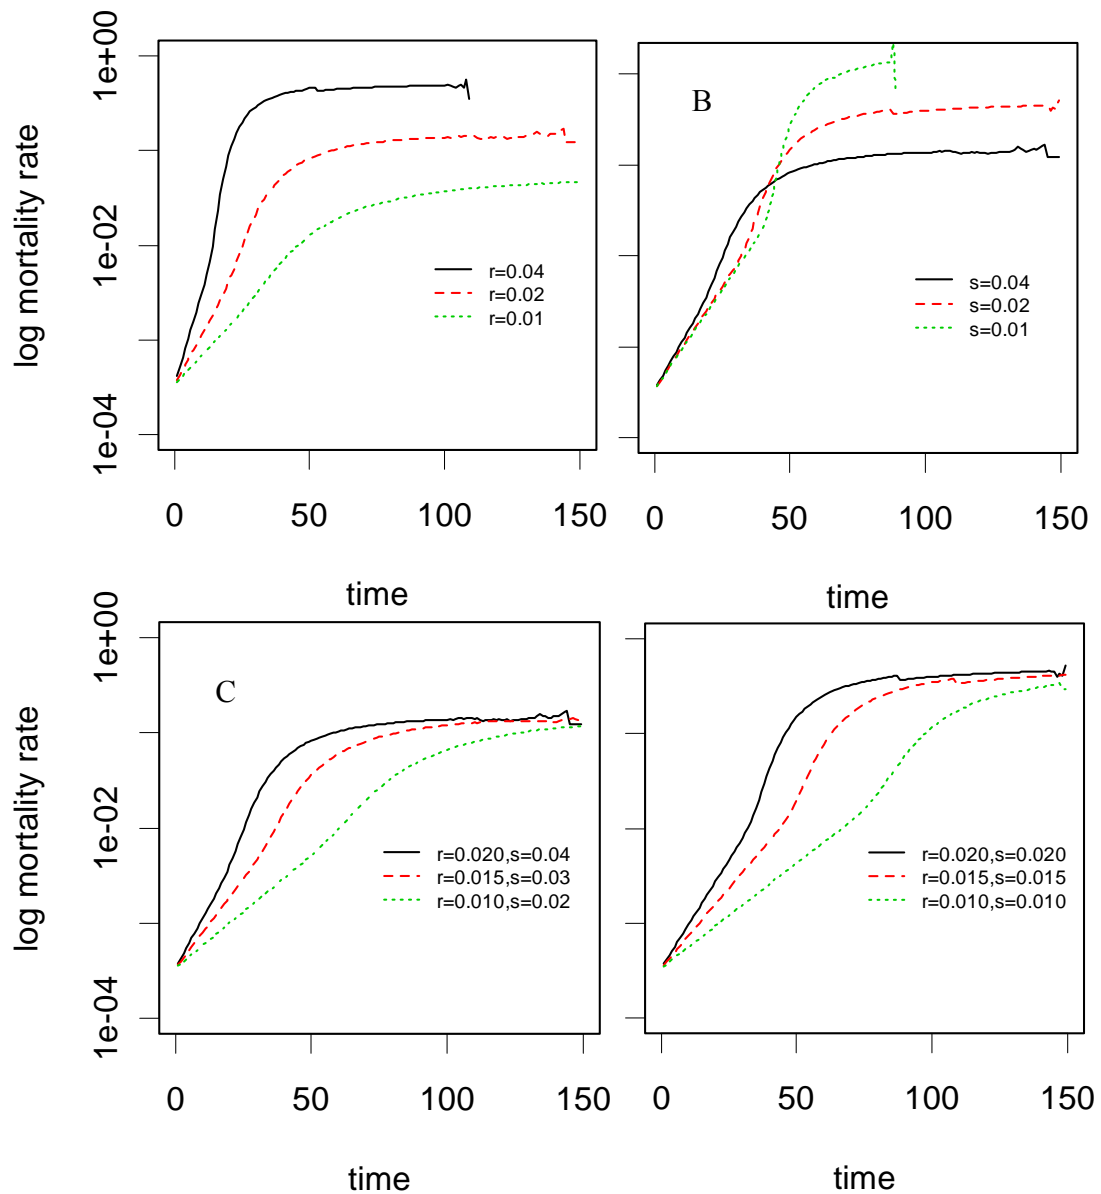 1e+00
1e-02
1e-04
log mortality rate
r=0.04
r=0.02
r=0.01
0 50 100 150
time
B
s=0.04
s=0.02
s=0.01
0 50 100 150
time
1e+00
1e-02
1e-04
log mortality rate
C
r=0.020,s=0.04
r=0.015,s=0.03
r=0.010,s=0.02
0 50 100 150
time
r=0.020,s=0.020
r=0.015,s=0.015
r=0.010,s=0.010
0 50 100 150
time